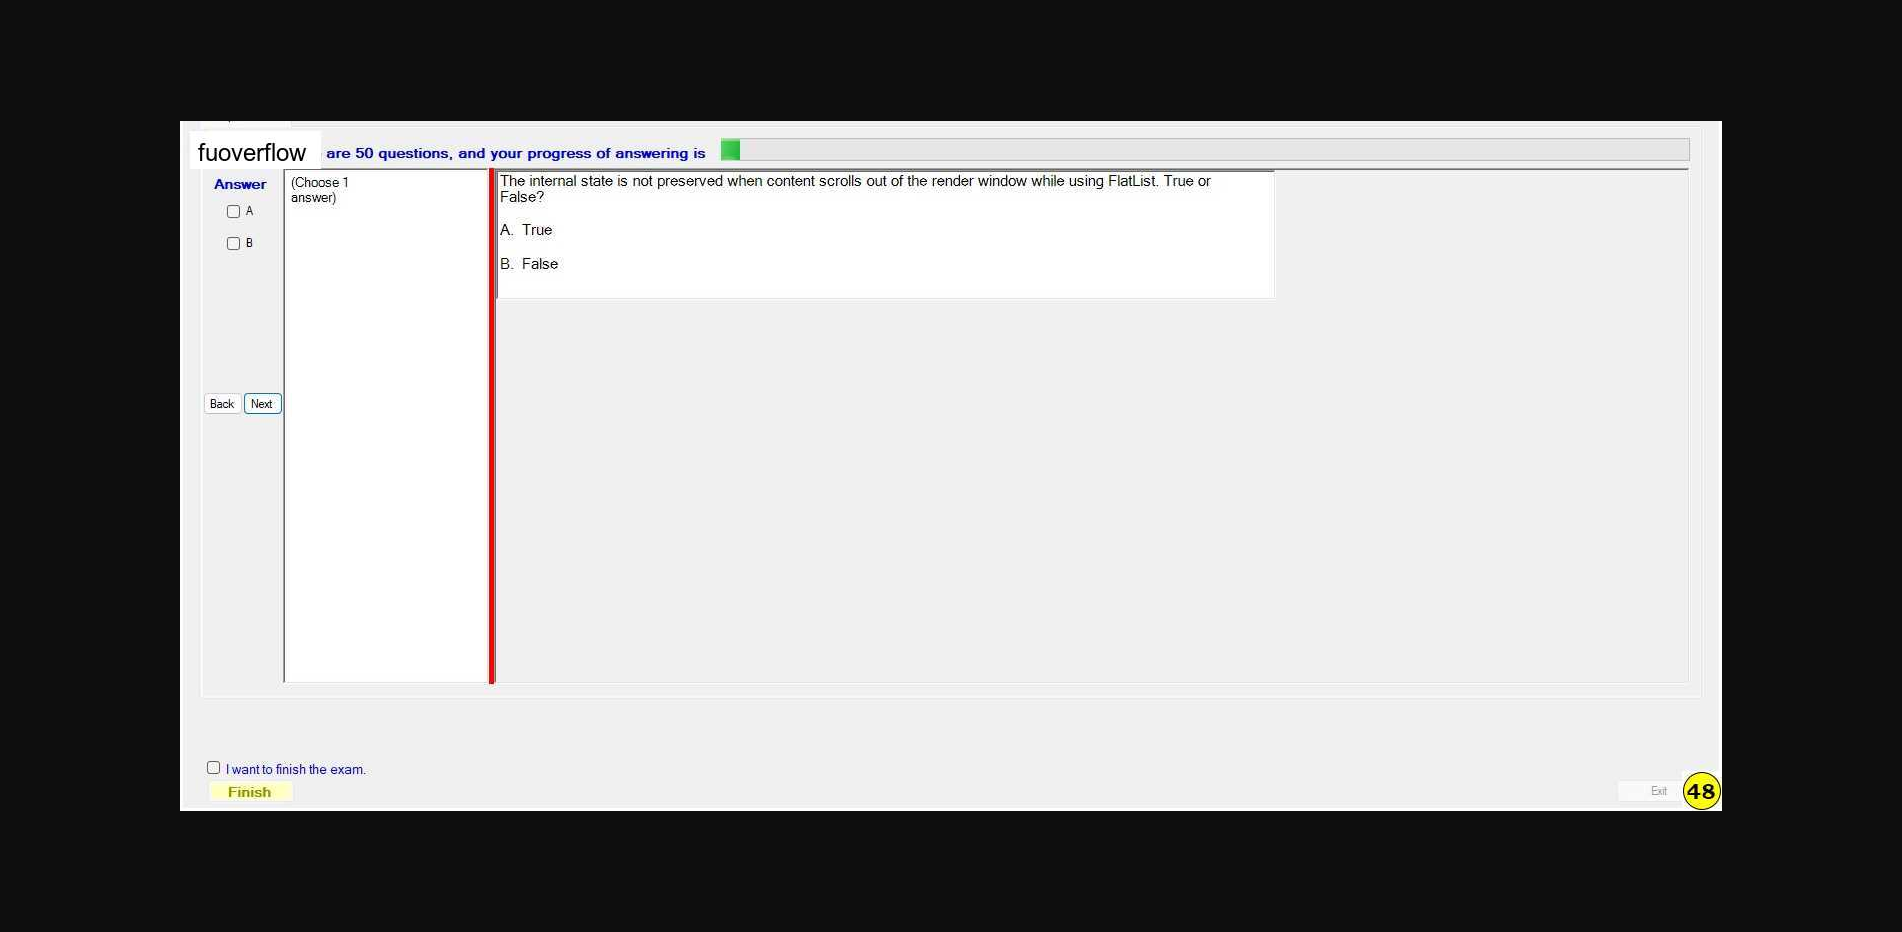 fuoverflow are 50 questions, and your progress of answering is
Answer
A
B
(Choose 1
answer)
The internal state is not preserved when content scrolls out of the render window while using FlatList. True or
False?
A. True
B. False
Back Next
I want to finish the exam.
Finish
Exit
48